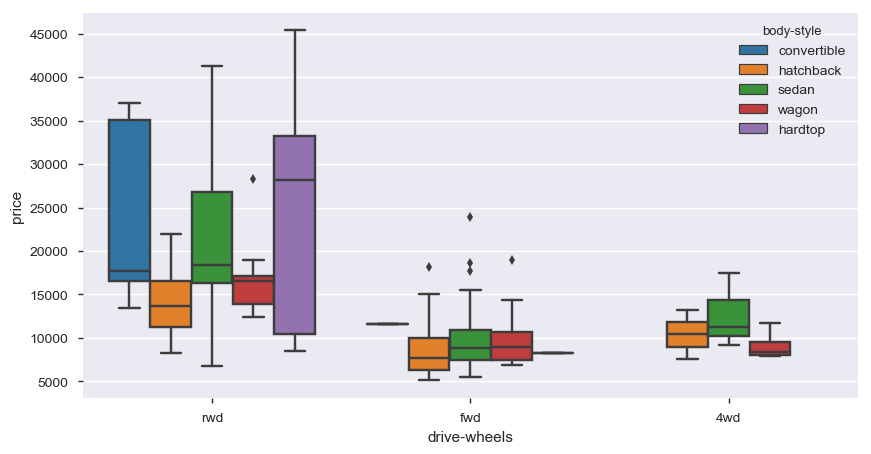 45000
40000
35000
30000
25000
20000
15000
10000
5000
price
body-style
convertible
hatchback
sedan
wagon
hardtop
rwd fwd 4wd
drive-wheels